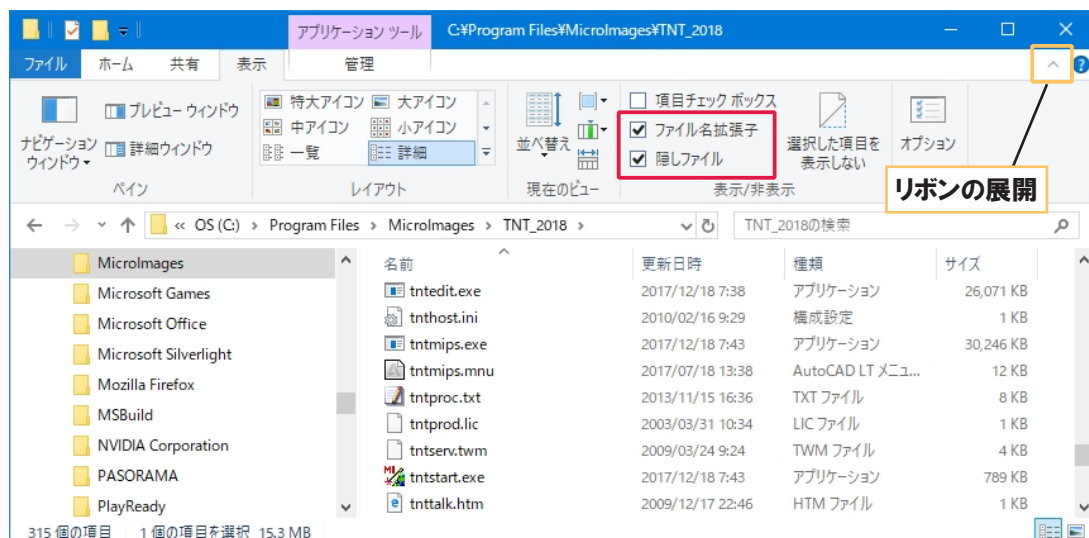 アプリケーション ツール C:¥Program Files¥MicroImages¥TNT_2018
ファイル ホーム 共有 表示 管理
ナビゲーション ウィンドウ
プレビュー ウィンドウ
詳細ウィンドウ
ペイン
特大アイコン 大アイコン
中アイコン 小アイコン
一覧 詳細
レイアウト
並べ替え
現在のビュー
項目チェック ボックス
ファイル名拡張子
隠しファイル
選択した項目を
表示しない
表示/非表示
オプション
リボンの展開
« OS (C:) › Program Files › MicroImages › TNT_2018 ›
TNT_2018の検索
MicroImages
Microsoft Games
Microsoft Office
Microsoft Silverlight
Mozilla Firefox
MSBuild
NVIDIA Corporation
PASORAMA
PlayReady
名前 更新日時 種類 サイズ
tntedit.exe 2017/12/18 7:38 アプリケーション 26,071 KB
tnthost.ini 2010/02/16 9:29 構成設定 1 KB
tntmips.exe 2017/12/18 7:43 アプリケーション 30,246 KB
tntmips.mnu 2017/07/18 13:38 AutoCAD LT メニュ... 12 KB
tntproc.txt 2013/11/15 16:36 TXT ファイル 8 KB
tntprod.lic 2003/03/31 10:34 LIC ファイル 1 KB
tntserv.twm 2009/03/24 9:24 TWM ファイル 4 KB
tntstart.exe 2017/12/18 7:43 アプリケーション 789 KB
tnttalk.htm 2009/12/17 22:46 HTM ファイル 1 KB
315 個の項目 1 個の項目を選択 15.3 MB